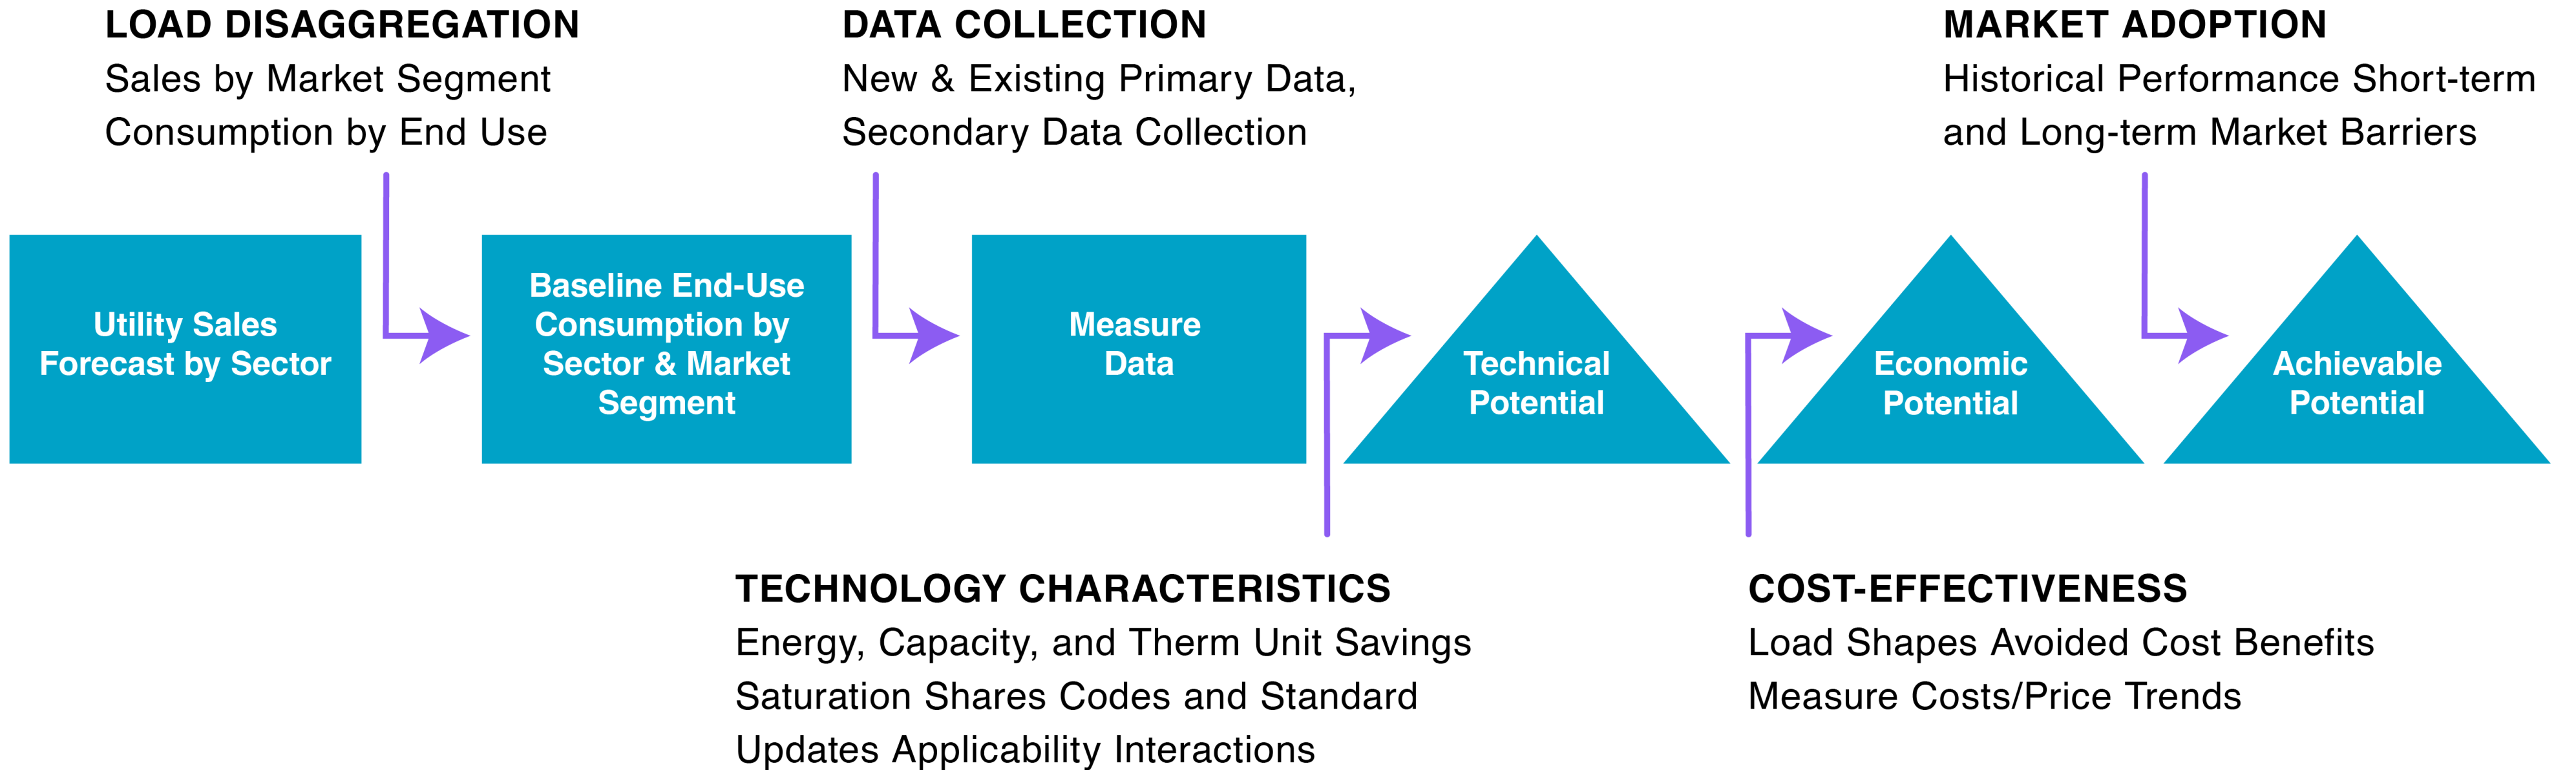 LOAD DISAGGREGATION
Sales by Market Segment
Consumption by End Use
DATA COLLECTION
New & Existing Primary Data,
Secondary Data Collection
MARKET ADOPTION
Historical Performance Short-term
and Long-term Market Barriers
Utility Sales
Forecast by Sector
Baseline End-Use
Consumption by
Sector & Market
Segment
Measure
Data
Technical
Potential
Economic
Potential
Achievable
Potential
TECHNOLOGY CHARACTERISTICS
Energy, Capacity, and Therm Unit Savings
Saturation Shares Codes and Standard
Updates Applicability Interactions
COST-EFFECTIVENESS
Load Shapes Avoided Cost Benefits
Measure Costs/Price Trends